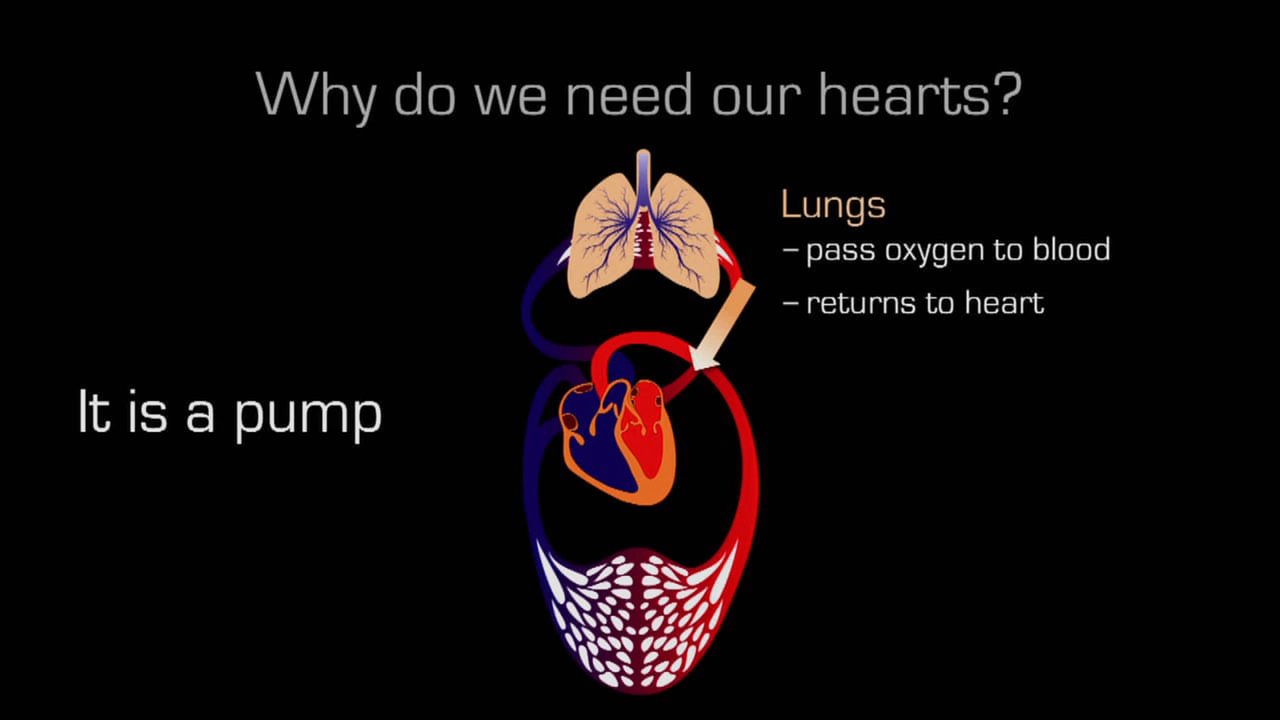 Why do we need our hearts?
Lungs
– pass oxygen to blood
– returns to heart
It is a pump